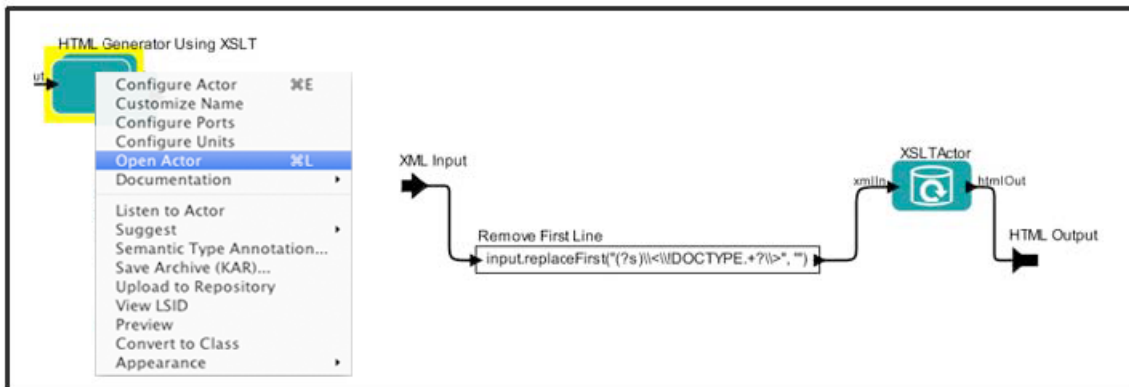 HTML Generator Using XSLT
ut
Configure Actor ⌘E
Customize Name
Configure Ports
Configure Units
Open Actor ⌘L
Documentation
Listen to Actor
Suggest
Semantic Type Annotation...
Save Archive (KAR)...
Upload to Repository
View LSID
Preview
Convert to Class
Appearance
XML Input
Remove First Line
input.replaceFirst("(?s)\\<\\!DOCTYPE.+?\\>", "")
XSLTActor
xmlIn
htmlOut
HTML Output